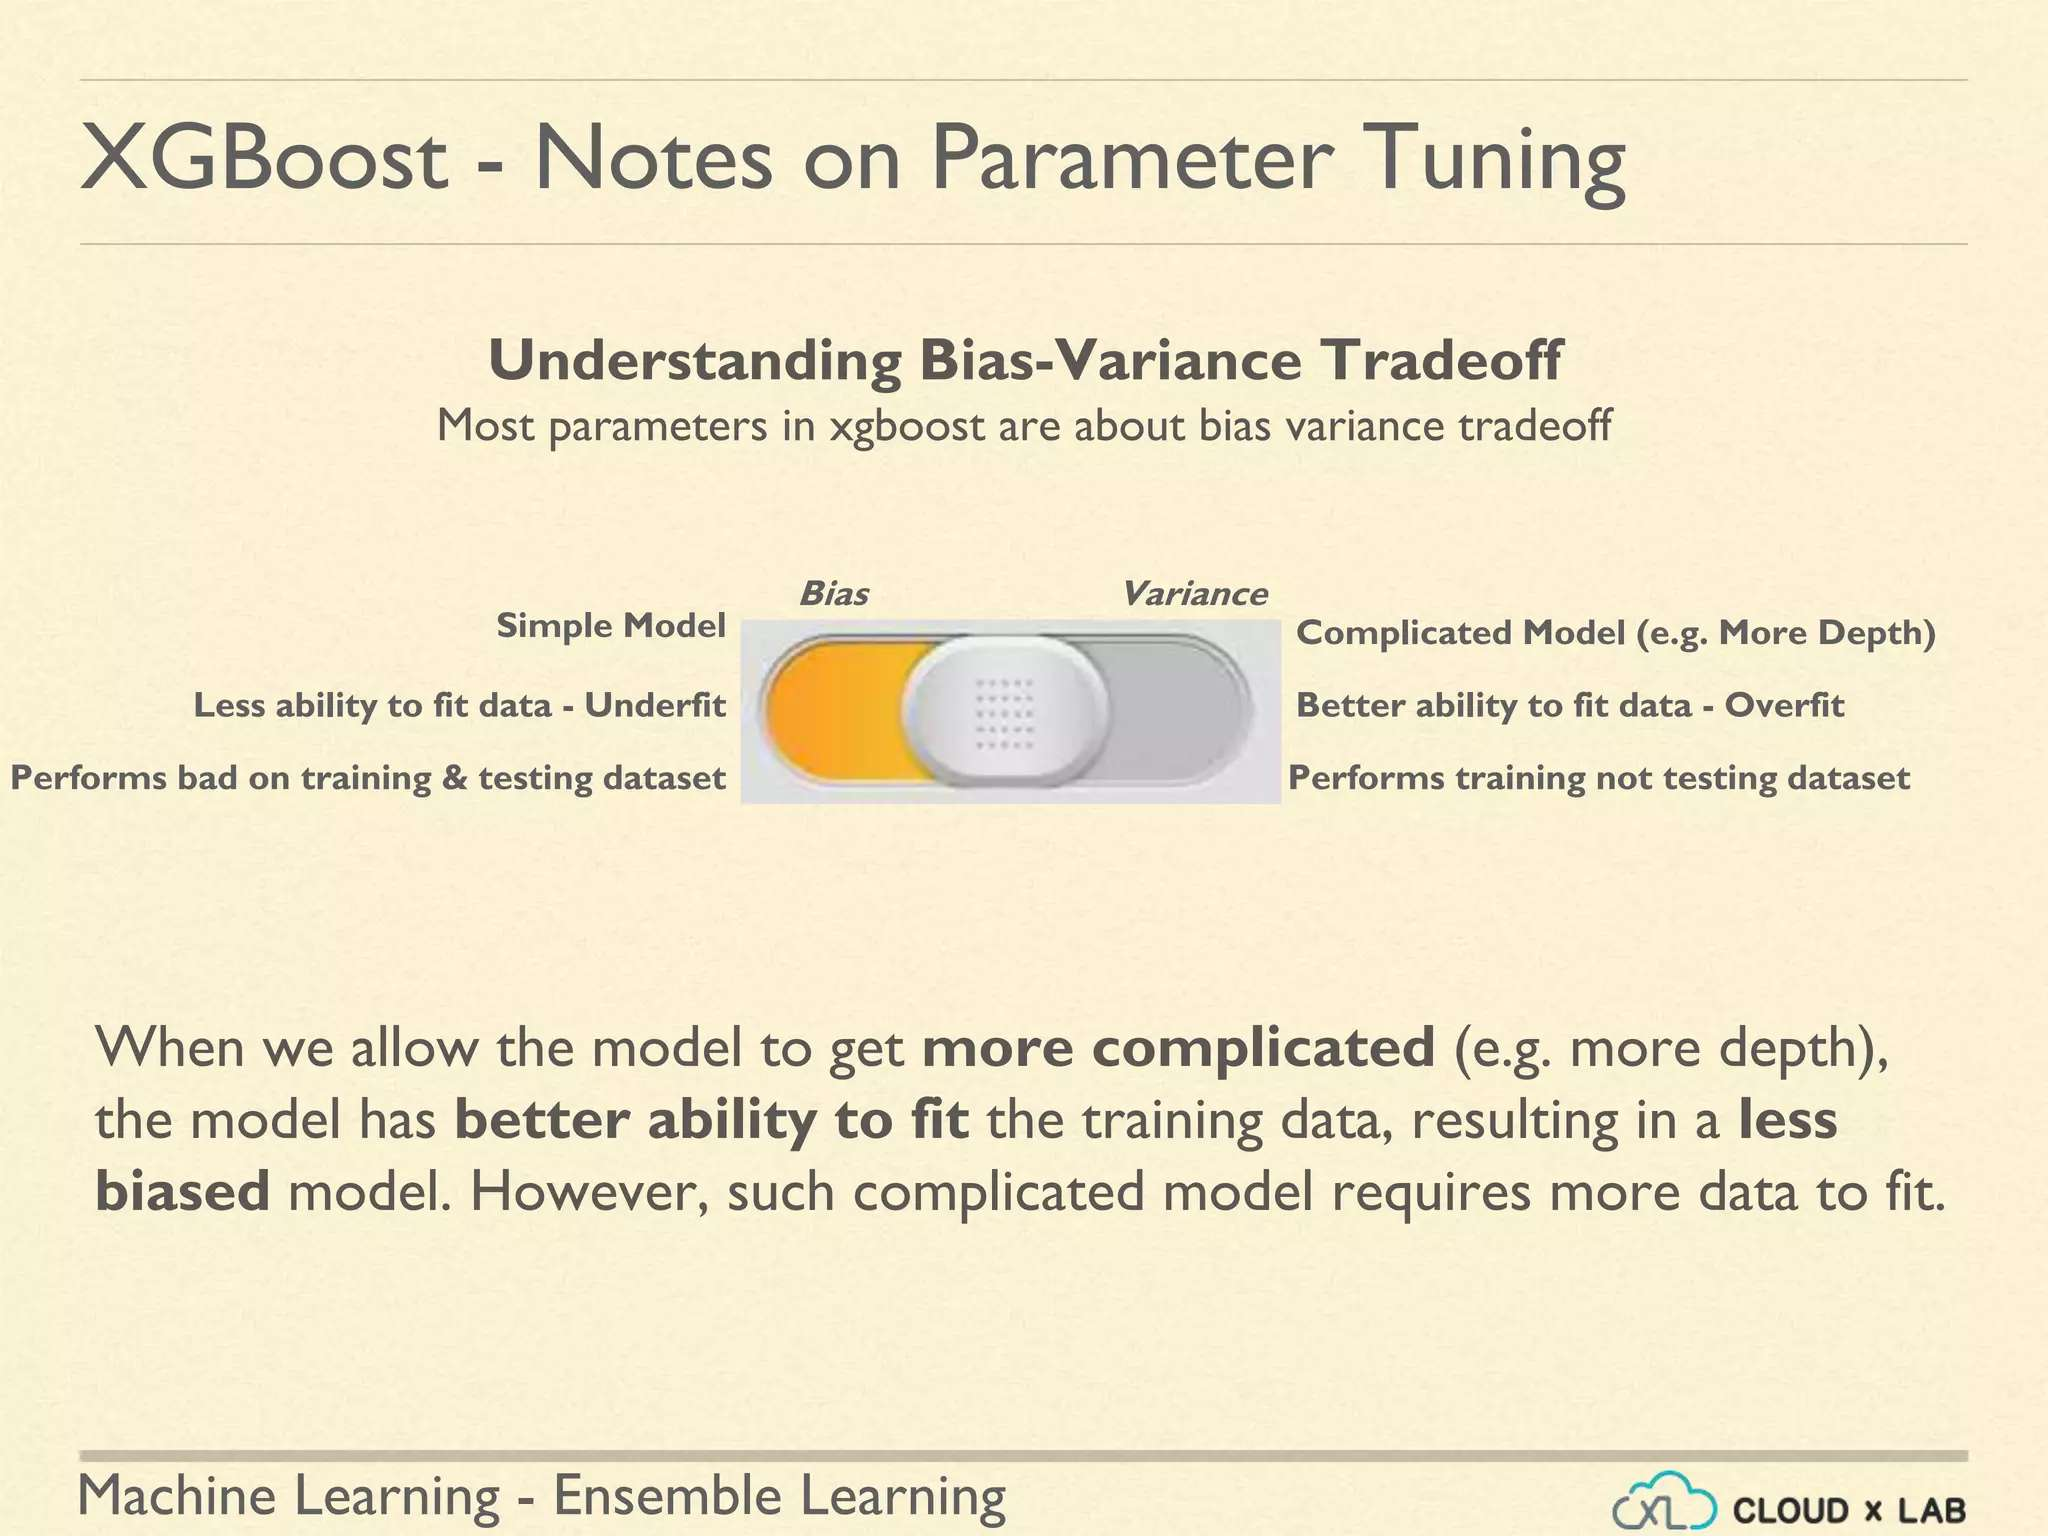 XGBoost - Notes on Parameter Tuning
Understanding Bias-Variance Tradeoff
Most parameters in xgboost are about bias variance tradeoff
Bias
Variance
Simple Model
Less ability to fit data - Underfit
Performs bad on training & testing dataset
Complicated Model (e.g. More Depth)
Better ability to fit data - Overfit
Performs training not testing dataset
When we allow the model to get more complicated (e.g. more depth),
the model has better ability to fit the training data, resulting in a less
biased model. However, such complicated model requires more data to fit.
Machine Learning - Ensemble Learning
XL CLOUD x LAB